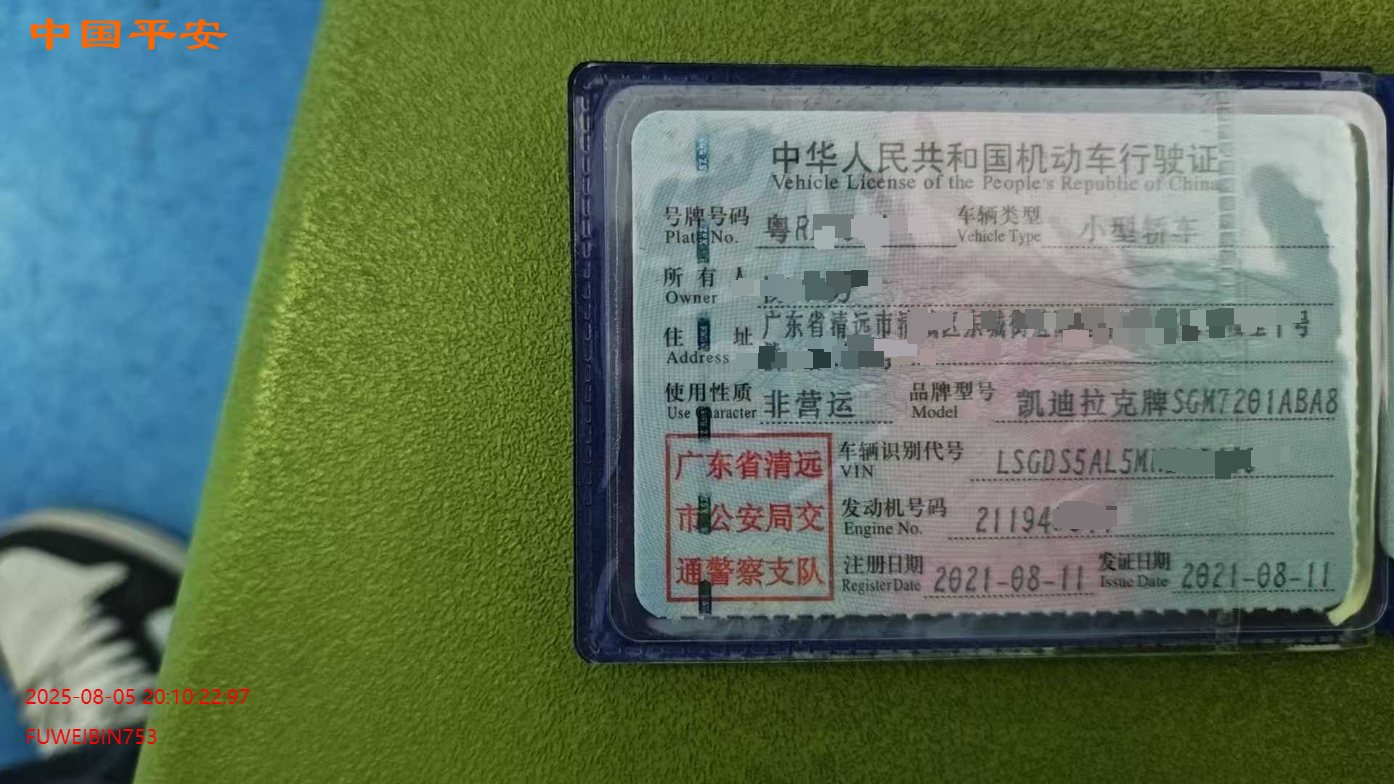 中国平安
中华人民共和国机动车行驶证
Vehicle License of the People's Republic of China
号牌号码 粤R 车辆类型 小型轿车
Plate No. Vehicle Type
所有人
Owner
住址 广东省清远市
Address
使用性质 非营运 品牌型号 凯迪拉克牌SGM7201ABA8
Use Character Model
广东省清远
市公安局交
通警察支队
车辆识别代号 LSGDS5AL5M
VIN
发动机号码 21194
Engine No.
注册日期 2021-08-11 发证日期 2021-08-11
Register Date Issue Date
2025-08-05 20:10:22:97
FUWEIBIN753